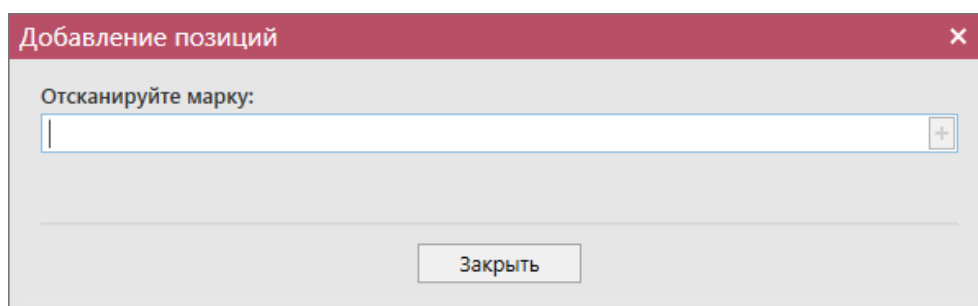 Добавление позиций
Отсканируйте марку:
Закрыть